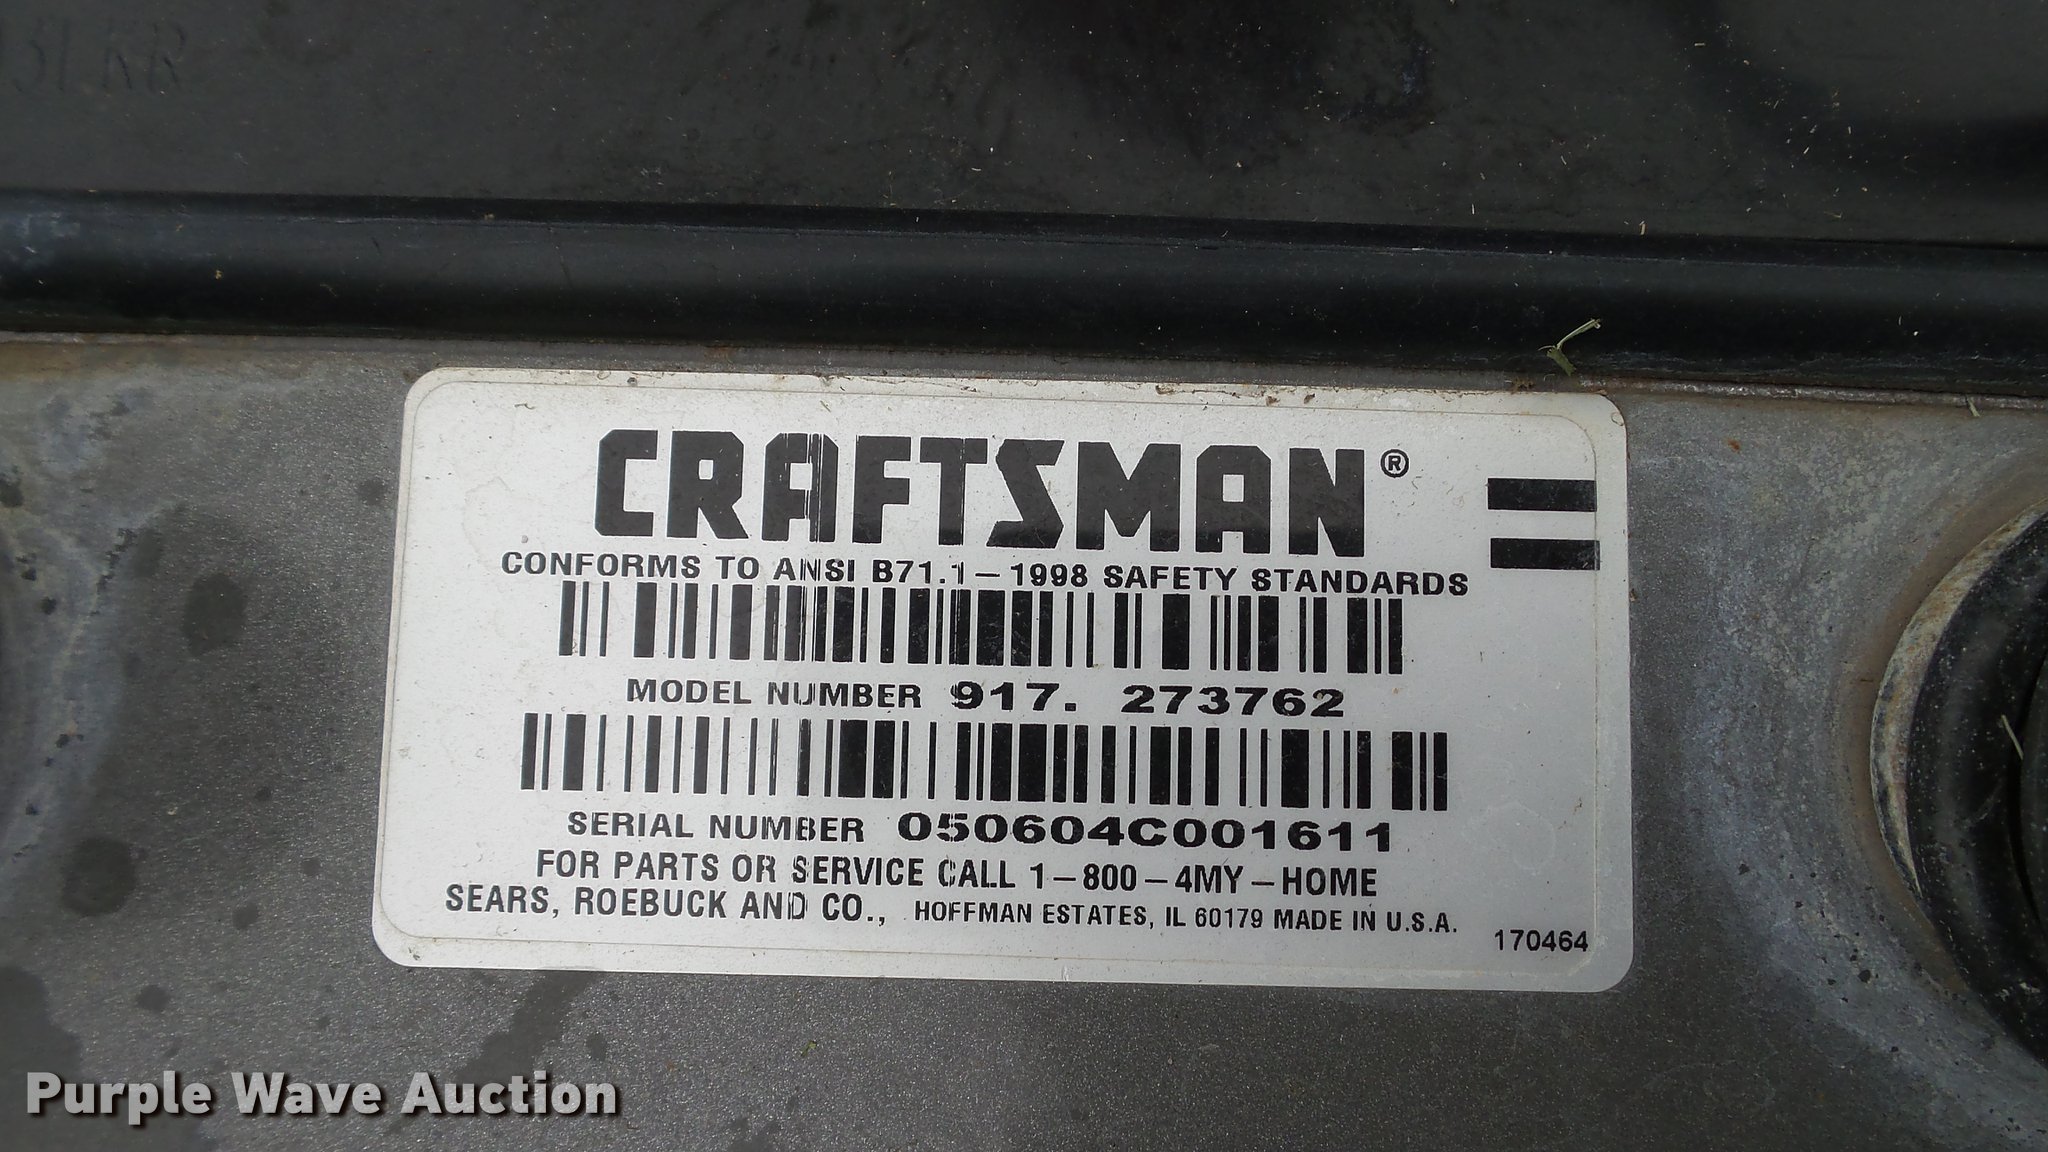 CRAFTSMAN®
CONFORMS TO ANSI B71.1-1998 SAFETY STANDARDS
MODEL NUMBER 917. 273762
SERIAL NUMBER 050604C001611
FOR PARTS OR SERVICE CALL 1-800-4MY-HOME
SEARS, ROEBUCK AND CO., HOFFMAN ESTATES, IL 60179 MADE IN U.S.A.
170464
Purple Wave Auction